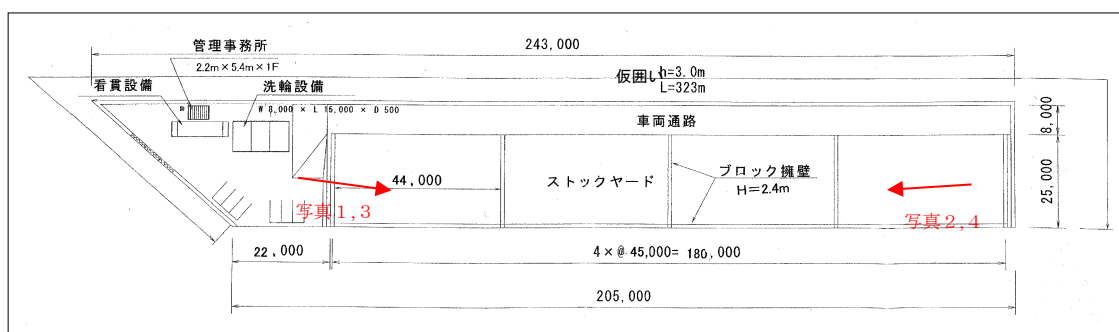 243,000
管理事務所
2.2m×5.4m×1F
仮囲い h=3.0m
L=323m
看貫設備
洗輪設備
W 8,000 × L 15,000 × D 500
車両通路
8,000
44,000
ストックヤード
ブロック擁壁
H=2.4m
25,000
写真1,3
写真2,4
22,000
4×@45,000=180,000
205,000